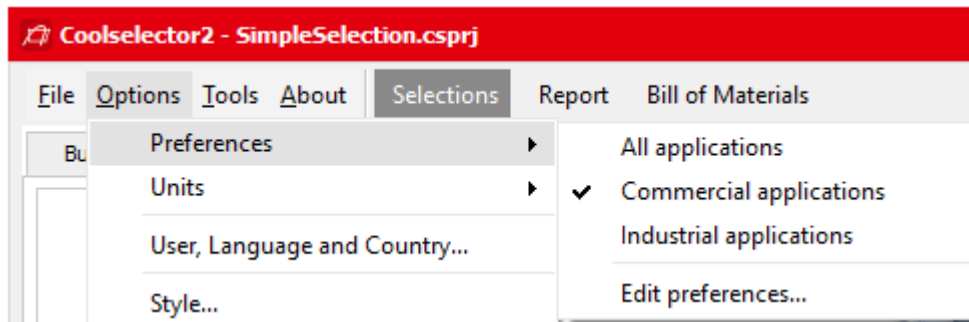 Coolselector2 - SimpleSelection.csprj
File Options Tools About Selections Report Bill of Materials
Bu
Preferences
All applications
Units
Commercial applications
Industrial applications
User, Language and Country...
Edit preferences...
Style...